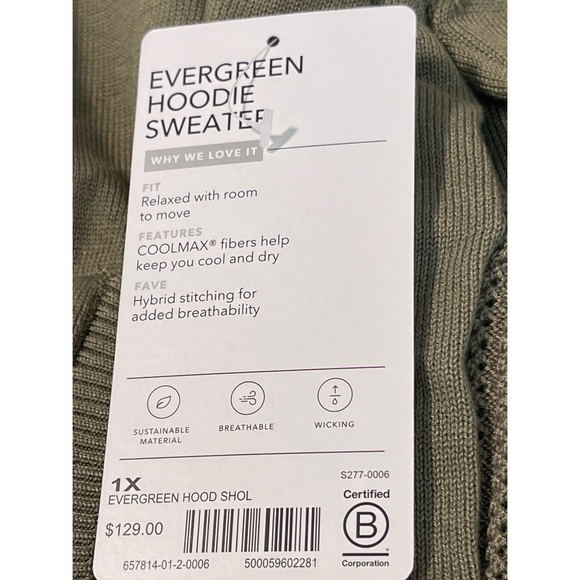 EVERGREEN
HOODIE
SWEATER
WHY WE LOVE IT
FIT
Relaxed with room
to move
FEATURES
COOLMAX® fibers help
keep you cool and dry
FAVE
Hybrid stitching for
added breathability
SUSTAINABLE
MATERIAL
BREATHABLE
WICKING
1X
S277-0006
EVERGREEN HOOD SHOL
$129.00
657814-01-2-0006
500059602281
Certified
B
Corporation